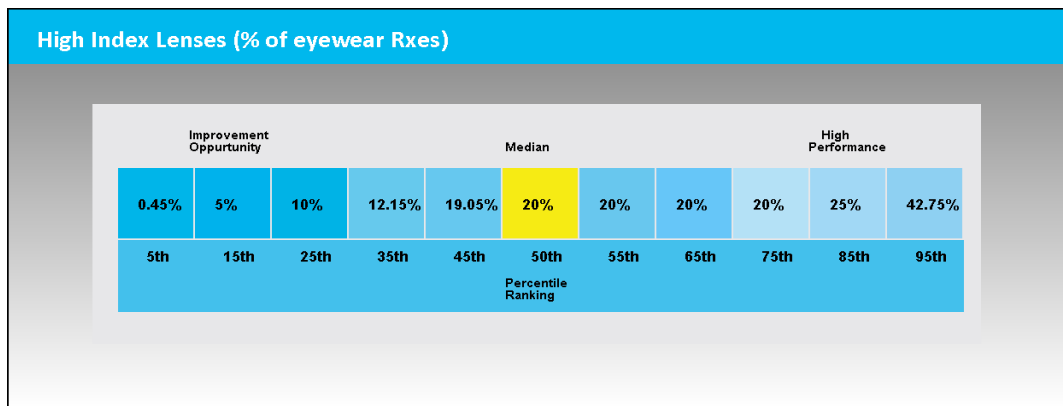 High Index Lenses (% of eyewear Rxes)
Improvement
Oppurtunity
Median
High
Performance
0.45% 5% 10% 12.15% 19.05% 20% 20% 20% 20% 25% 42.75%
5th 15th 25th 35th 45th 50th 55th 65th 75th 85th 95th
Percentile
Ranking